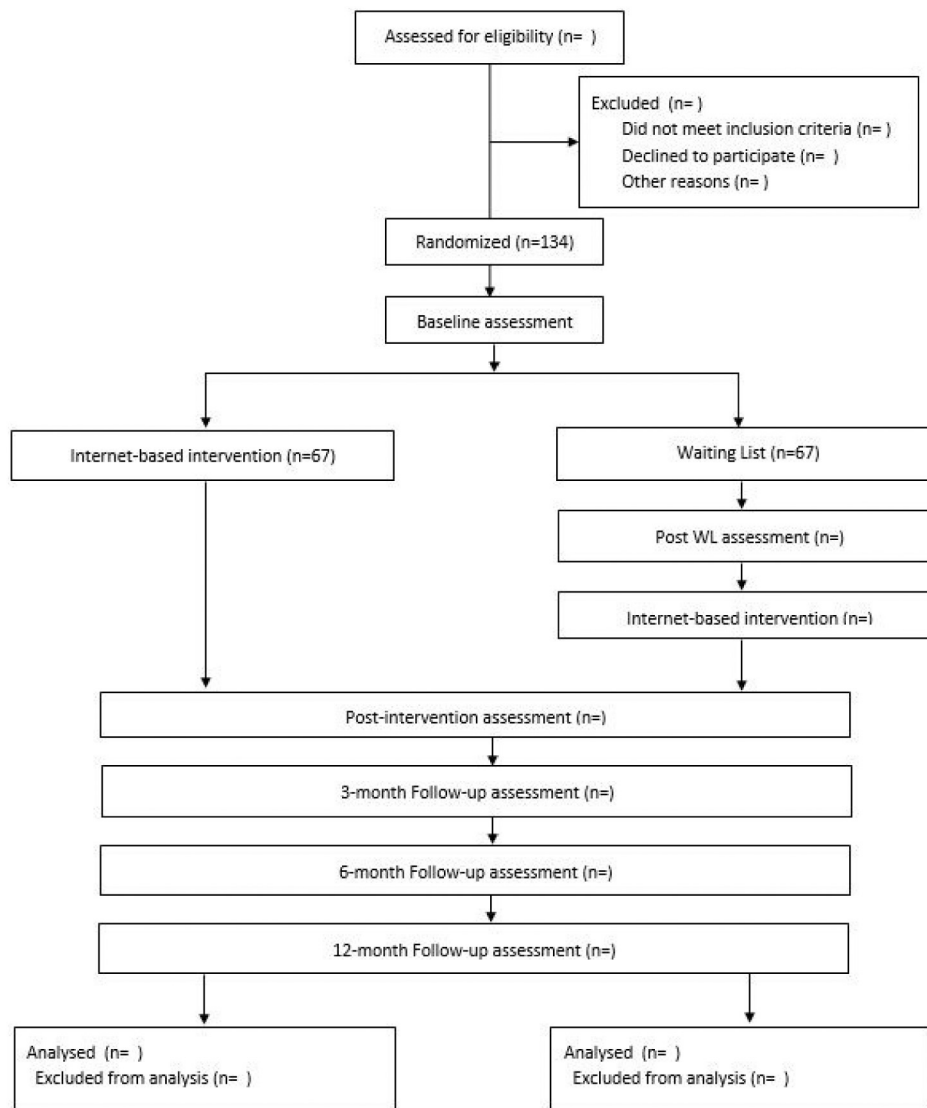 Assessed for eligibility (n=  )
Excluded  (n= )
Did not meet inclusion criteria (n= )
Declined to participate (n=  )
Other reasons (n= )
Randomized (n=134)
Baseline assessment
Internet-based intervention (n=67)
Waiting List (n=67)
Post WL assessment (n=)
Internet-based intervention (n=)
Post-intervention assessment (n=)
3-month Follow-up assessment (n=)
6-month Follow-up assessment (n=)
12-month Follow-up assessment (n=)
Analysed  (n=  )
Excluded from analysis (n=  )
Analysed  (n=  )
Excluded from analysis (n=  )